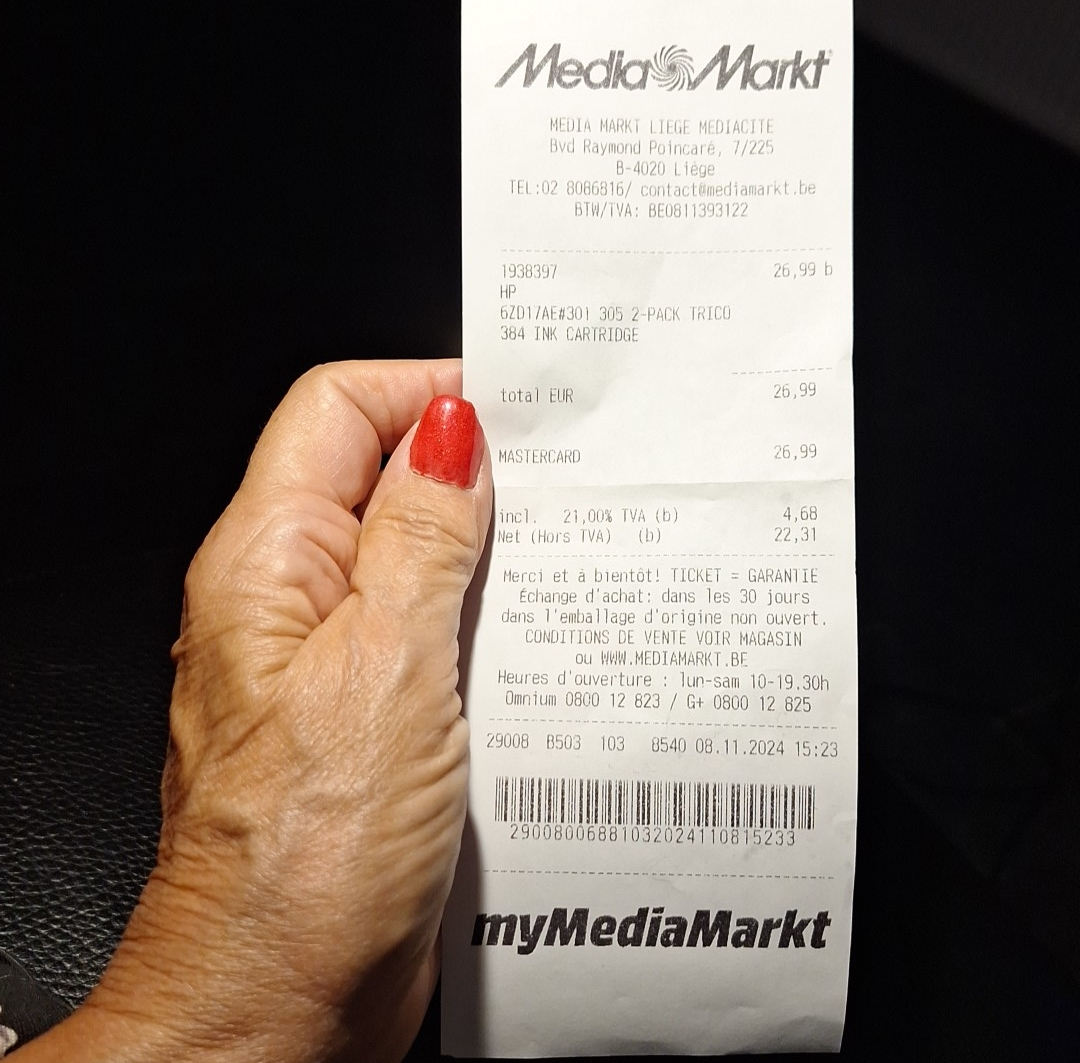 Media Markt
MEDIA MARKT LIEGE MEDIACITE
Bvd Raymond Poincaré, 7/225
B-4020 Liège
TEL:02 8086816/ contact@mediamarkt.be
BTW/TVA: BE0811393122
1938397 26,99 b
HP
6ZD17AE#301 305 2-PACK TRICO
384 INK CARTRIDGE
total EUR 26,99
MASTERCARD 26,99
incl. 21,00% TVA (b) 4,68
Net (Hors TVA) (b) 22,31
Merci et à bientôt! TICKET = GARANTIE
Échange d'achat: dans les 30 jours
dans l'emballage d'origine non ouvert.
CONDITIONS DE VENTE VOIR MAGASIN
ou WWW.MEDIAMARKT.BE
Heures d'ouverture : lun-sam 10-19.30h
Omnium 0800 12 823 / G+ 0800 12 825
29008 B503 103 8540 08.11.2024 15:23
29008006881032024110815233
myMediaMarkt